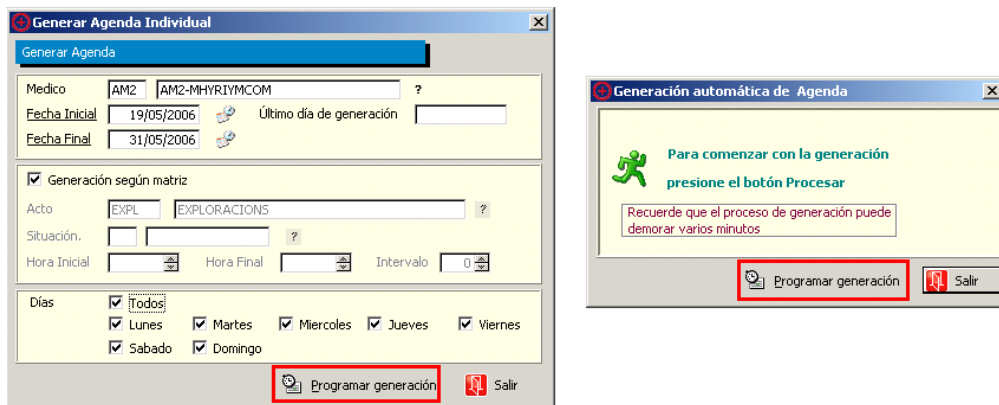 Generar Agenda Individual
Generar Agenda
Medico AM2 AM2-MHYRIYMCOM ?
Fecha Inicial 19/05/2006 Último día de generación
Fecha Final 31/05/2006
Generación según matriz
Acto EXPL EXPLORACIONS ?
Situación. ?
Hora Inicial Hora Final Intervalo 0
Días Todos
Lunes Martes Miercoles Jueves Viernes
Sabado Domingo
Programar generación Salir
Generación automática de Agenda
Para comenzar con la generación
presione el botón Procesar
Recuerde que el proceso de generación puede
demorar varios minutos
Programar generación Salir